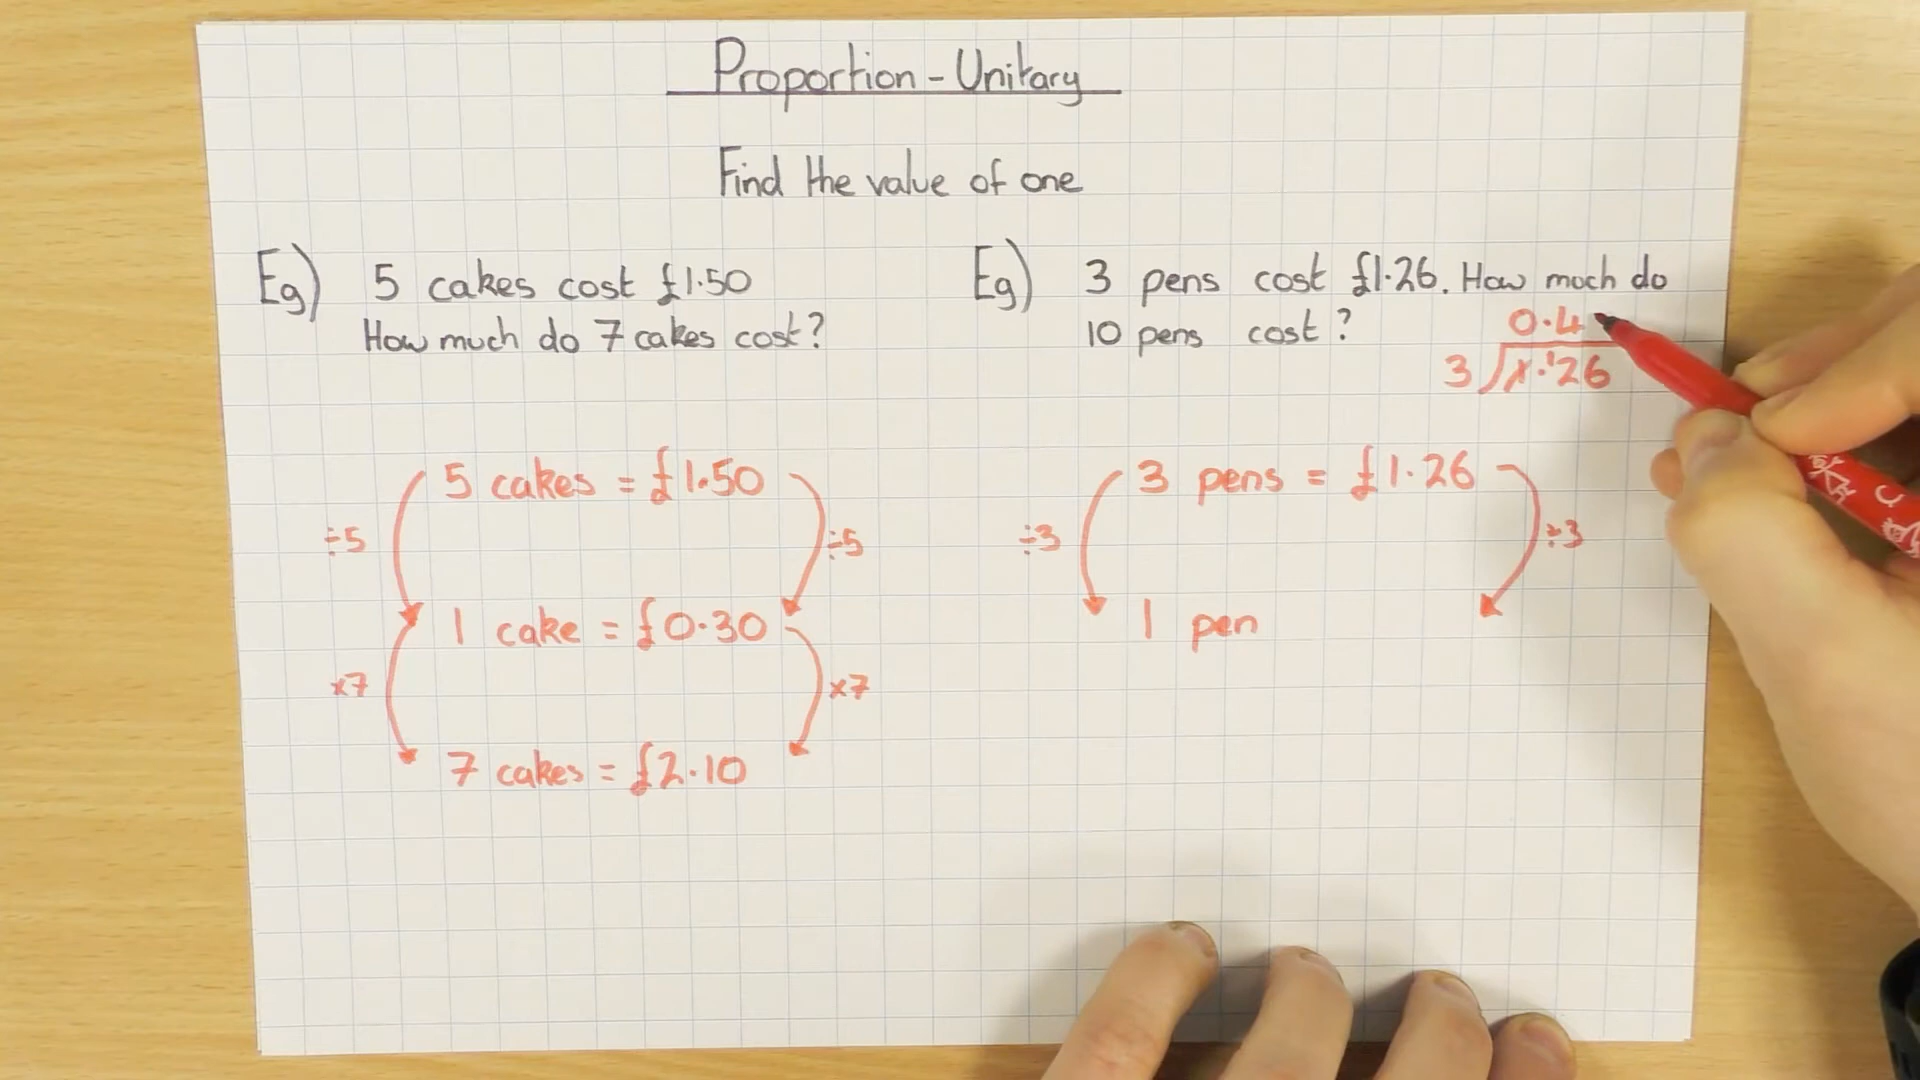 Proportion - Unitary
Find the value of one
Eg) 5 cakes cost £1.50
How much do 7 cakes cost?
5 cakes = £1.50
÷5 ÷5
1 cake = £0.30
×7 ×7
7 cakes = £2.10
Eg) 3 pens cost £1.26. How much do
10 pens cost?
0.4
3 1.¹26
3 pens = £1.26
÷3 ÷3
1 pen